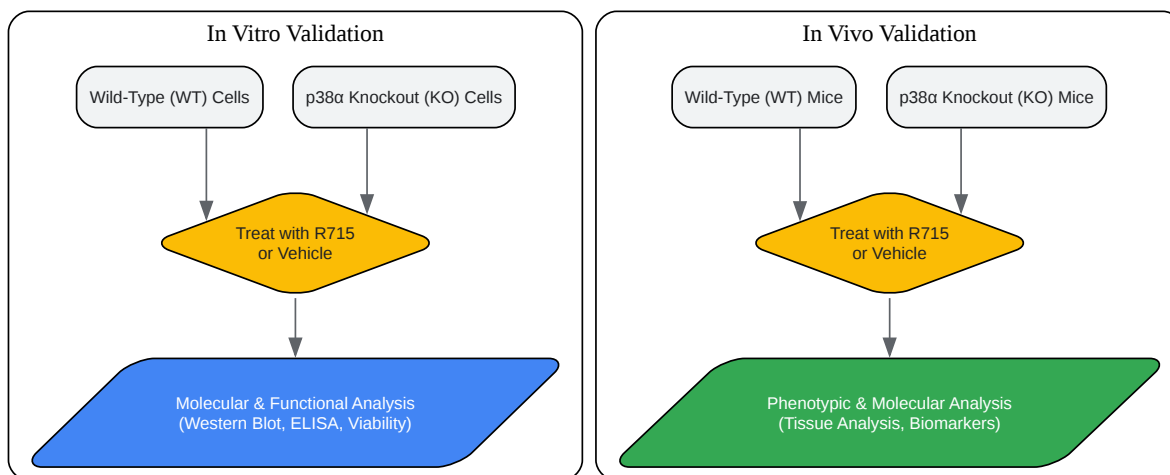 In Vitro Validation
Wild-Type (WT) Cells
p38α Knockout (KO) Cells
Treat with R715
or Vehicle
Molecular & Functional Analysis
(Western Blot, ELISA, Viability)
In Vivo Validation
Wild-Type (WT) Mice
p38α Knockout (KO) Mice
Treat with R715
or Vehicle
Phenotypic & Molecular Analysis
(Tissue Analysis, Biomarkers)